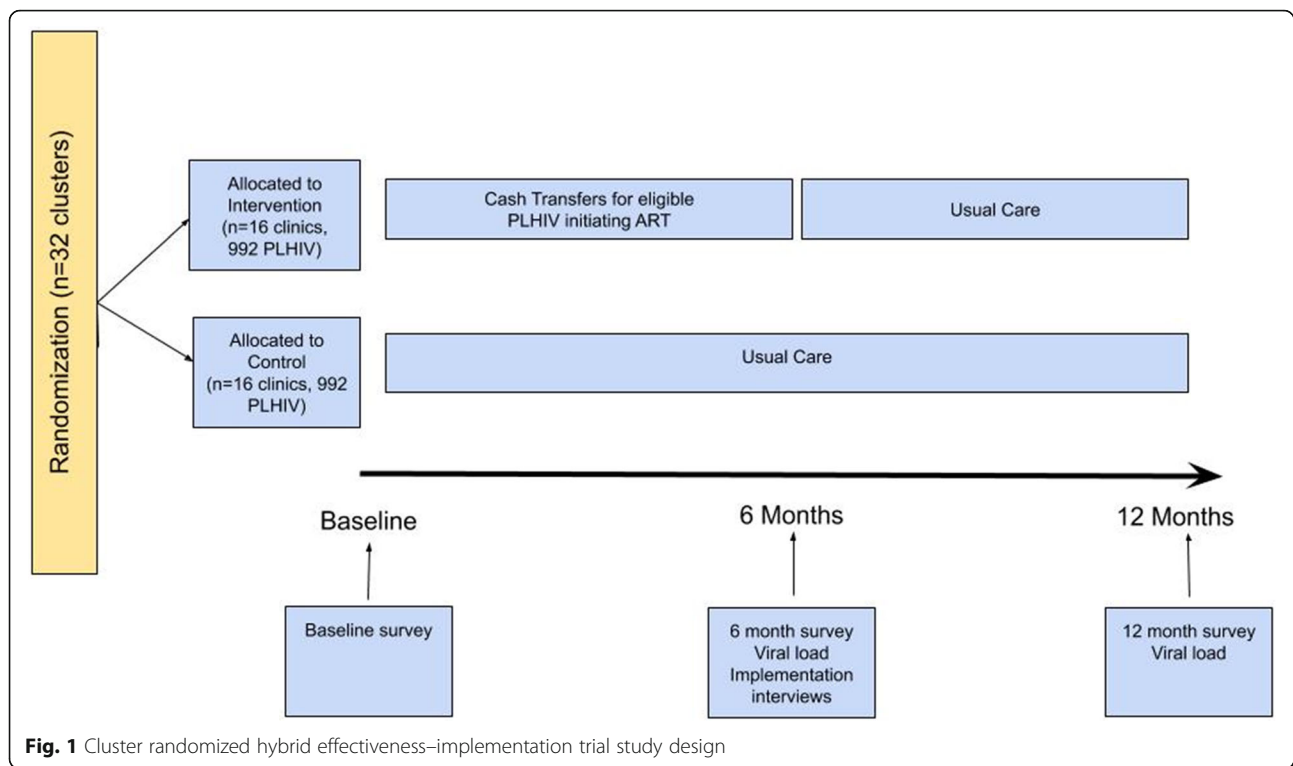 Randomization (n=32 clusters)
Allocated to
Intervention
(n=16 clinics,
992 PLHIV)
Cash Transfers for eligible
PLHIV initiating ART
Usual Care
Allocated to
Control
(n=16 clinics, 992
PLHIV)
Usual Care
Baseline
6 Months
12 Months
Baseline survey
6 month survey
Viral load
Implementation
interviews
12 month survey
Viral load
Fig. 1 Cluster randomized hybrid effectiveness–implementation trial study design